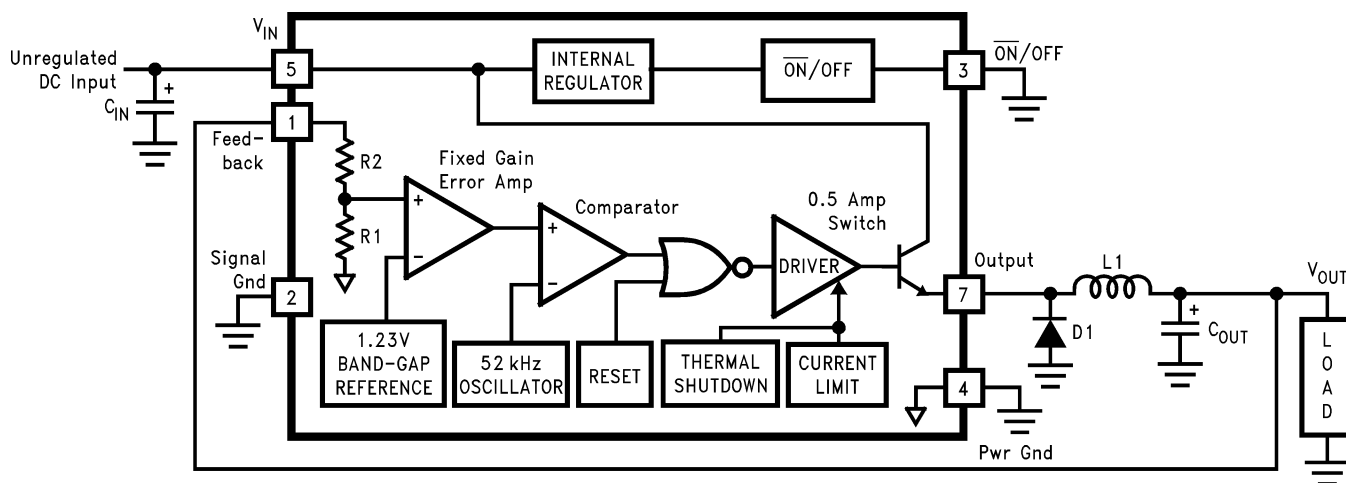 V_IN
Unregulated
DC Input
C_IN
+
5
INTERNAL
REGULATOR
O̅N̅/OFF
3
O̅N̅/OFF
1
Feed-
back
R2
R1
Fixed Gain
Error Amp
+
−
Comparator
+
−
0.5 Amp
Switch
DRIVER
Signal
Gnd
2
1.23V
BAND-GAP
REFERENCE
52 kHz
OSCILLATOR
RESET
THERMAL
SHUTDOWN
CURRENT
LIMIT
Output
7
L1
D1
+
C_OUT
V_OUT
LOAD
4
Pwr Gnd